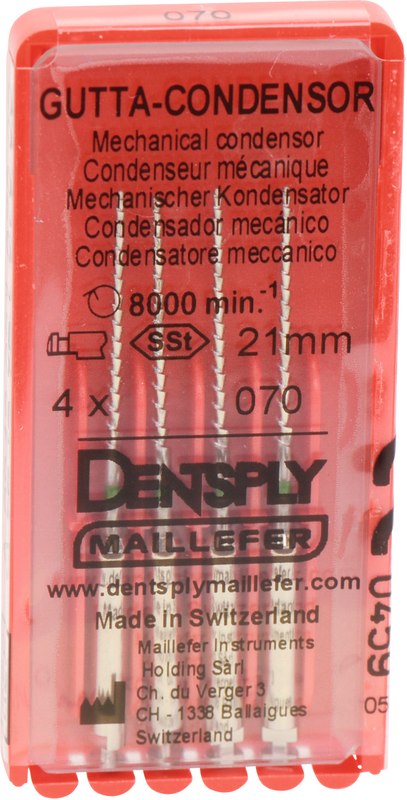 070
GUTTA-CONDENSOR
Mechanical condensor
Condenseur mécanique
Mechanischer Kondensator
Condensador mecánico
Condensatore meccanico
8000 min.-1
SSt 21mm
4 x 070
DENTSPLY
MAILLEFER
www.dentsplymaillefer.com
Made in Switzerland
Maillefer Instruments
Holding Sàrl
Ch. du Verger 3
CH - 1338 Ballaigues
Switzerland
0459
05